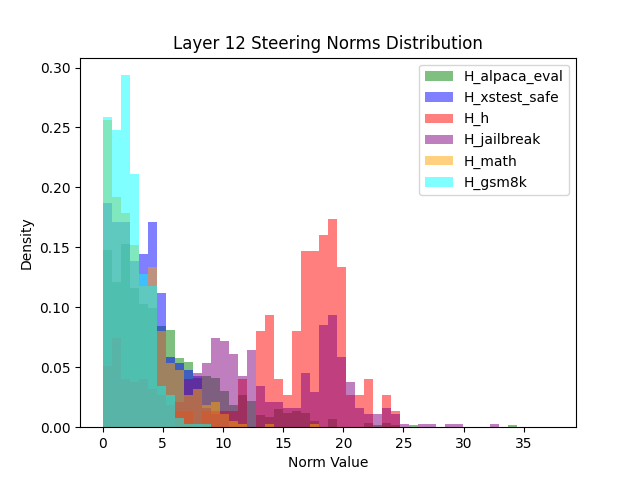 Layer 12 Steering Norms Distribution
H_alpaca_eval
H_xstest_safe
H_h
H_jailbreak
H_math
H_gsm8k
0.30
0.25
0.20
0.15
0.10
0.05
0.00
Density
0 5 10 15 20 25 30 35
Norm Value